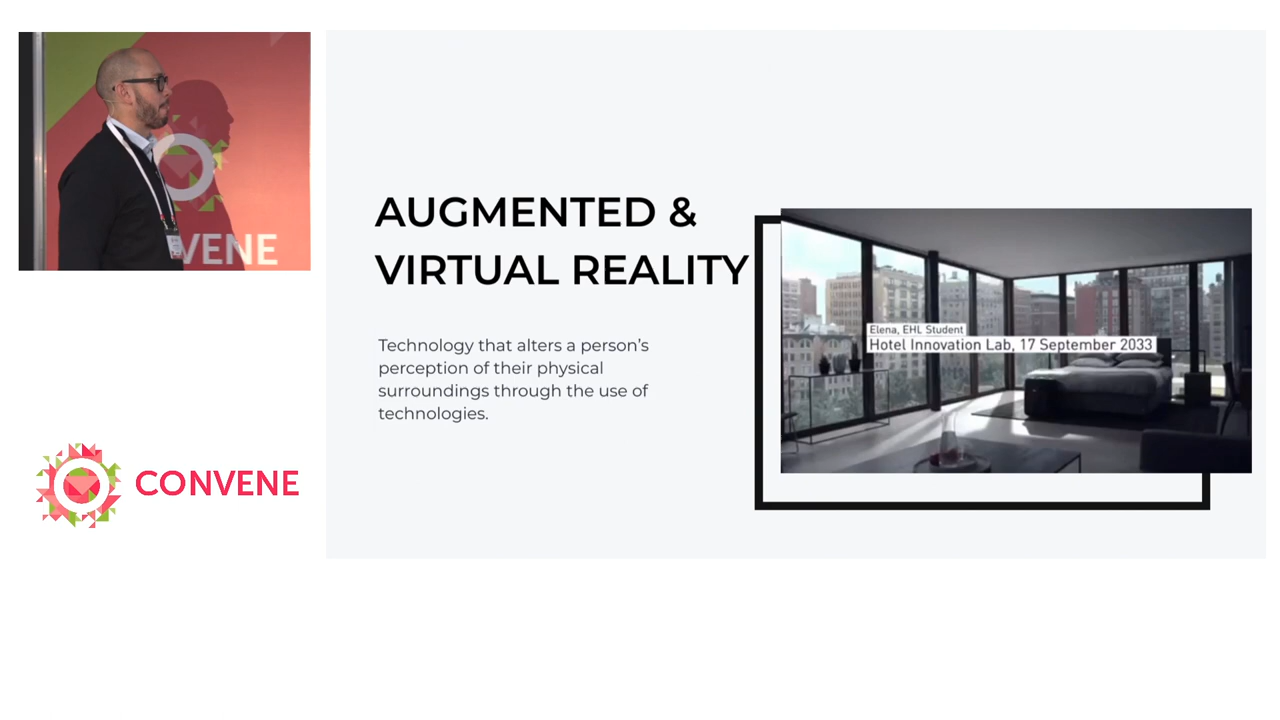 VENE
CONVENE
AUGMENTED &
VIRTUAL REALITY
Technology that alters a person's
perception of their physical
surroundings through the use of
technologies.
Elena, EHL Student
Hotel Innovation Lab, 17 September 2033